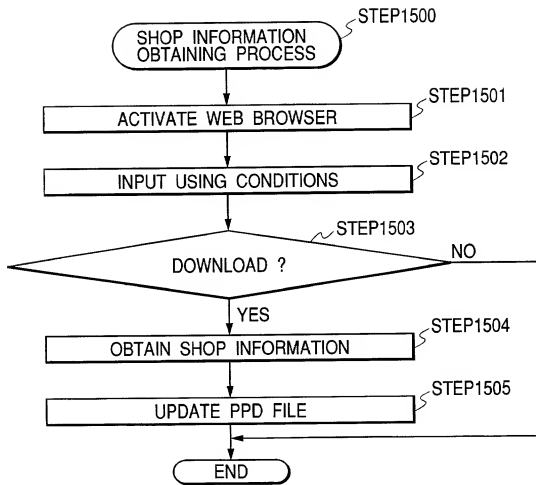 STEP1500
SHOP INFORMATION
OBTAINING PROCESS
STEP1501
ACTIVATE WEB BROWSER
STEP1502
INPUT USING CONDITIONS
STEP1503
DOWNLOAD ?
NO
YES
STEP1504
OBTAIN SHOP INFORMATION
STEP1505
UPDATE PPD FILE
END